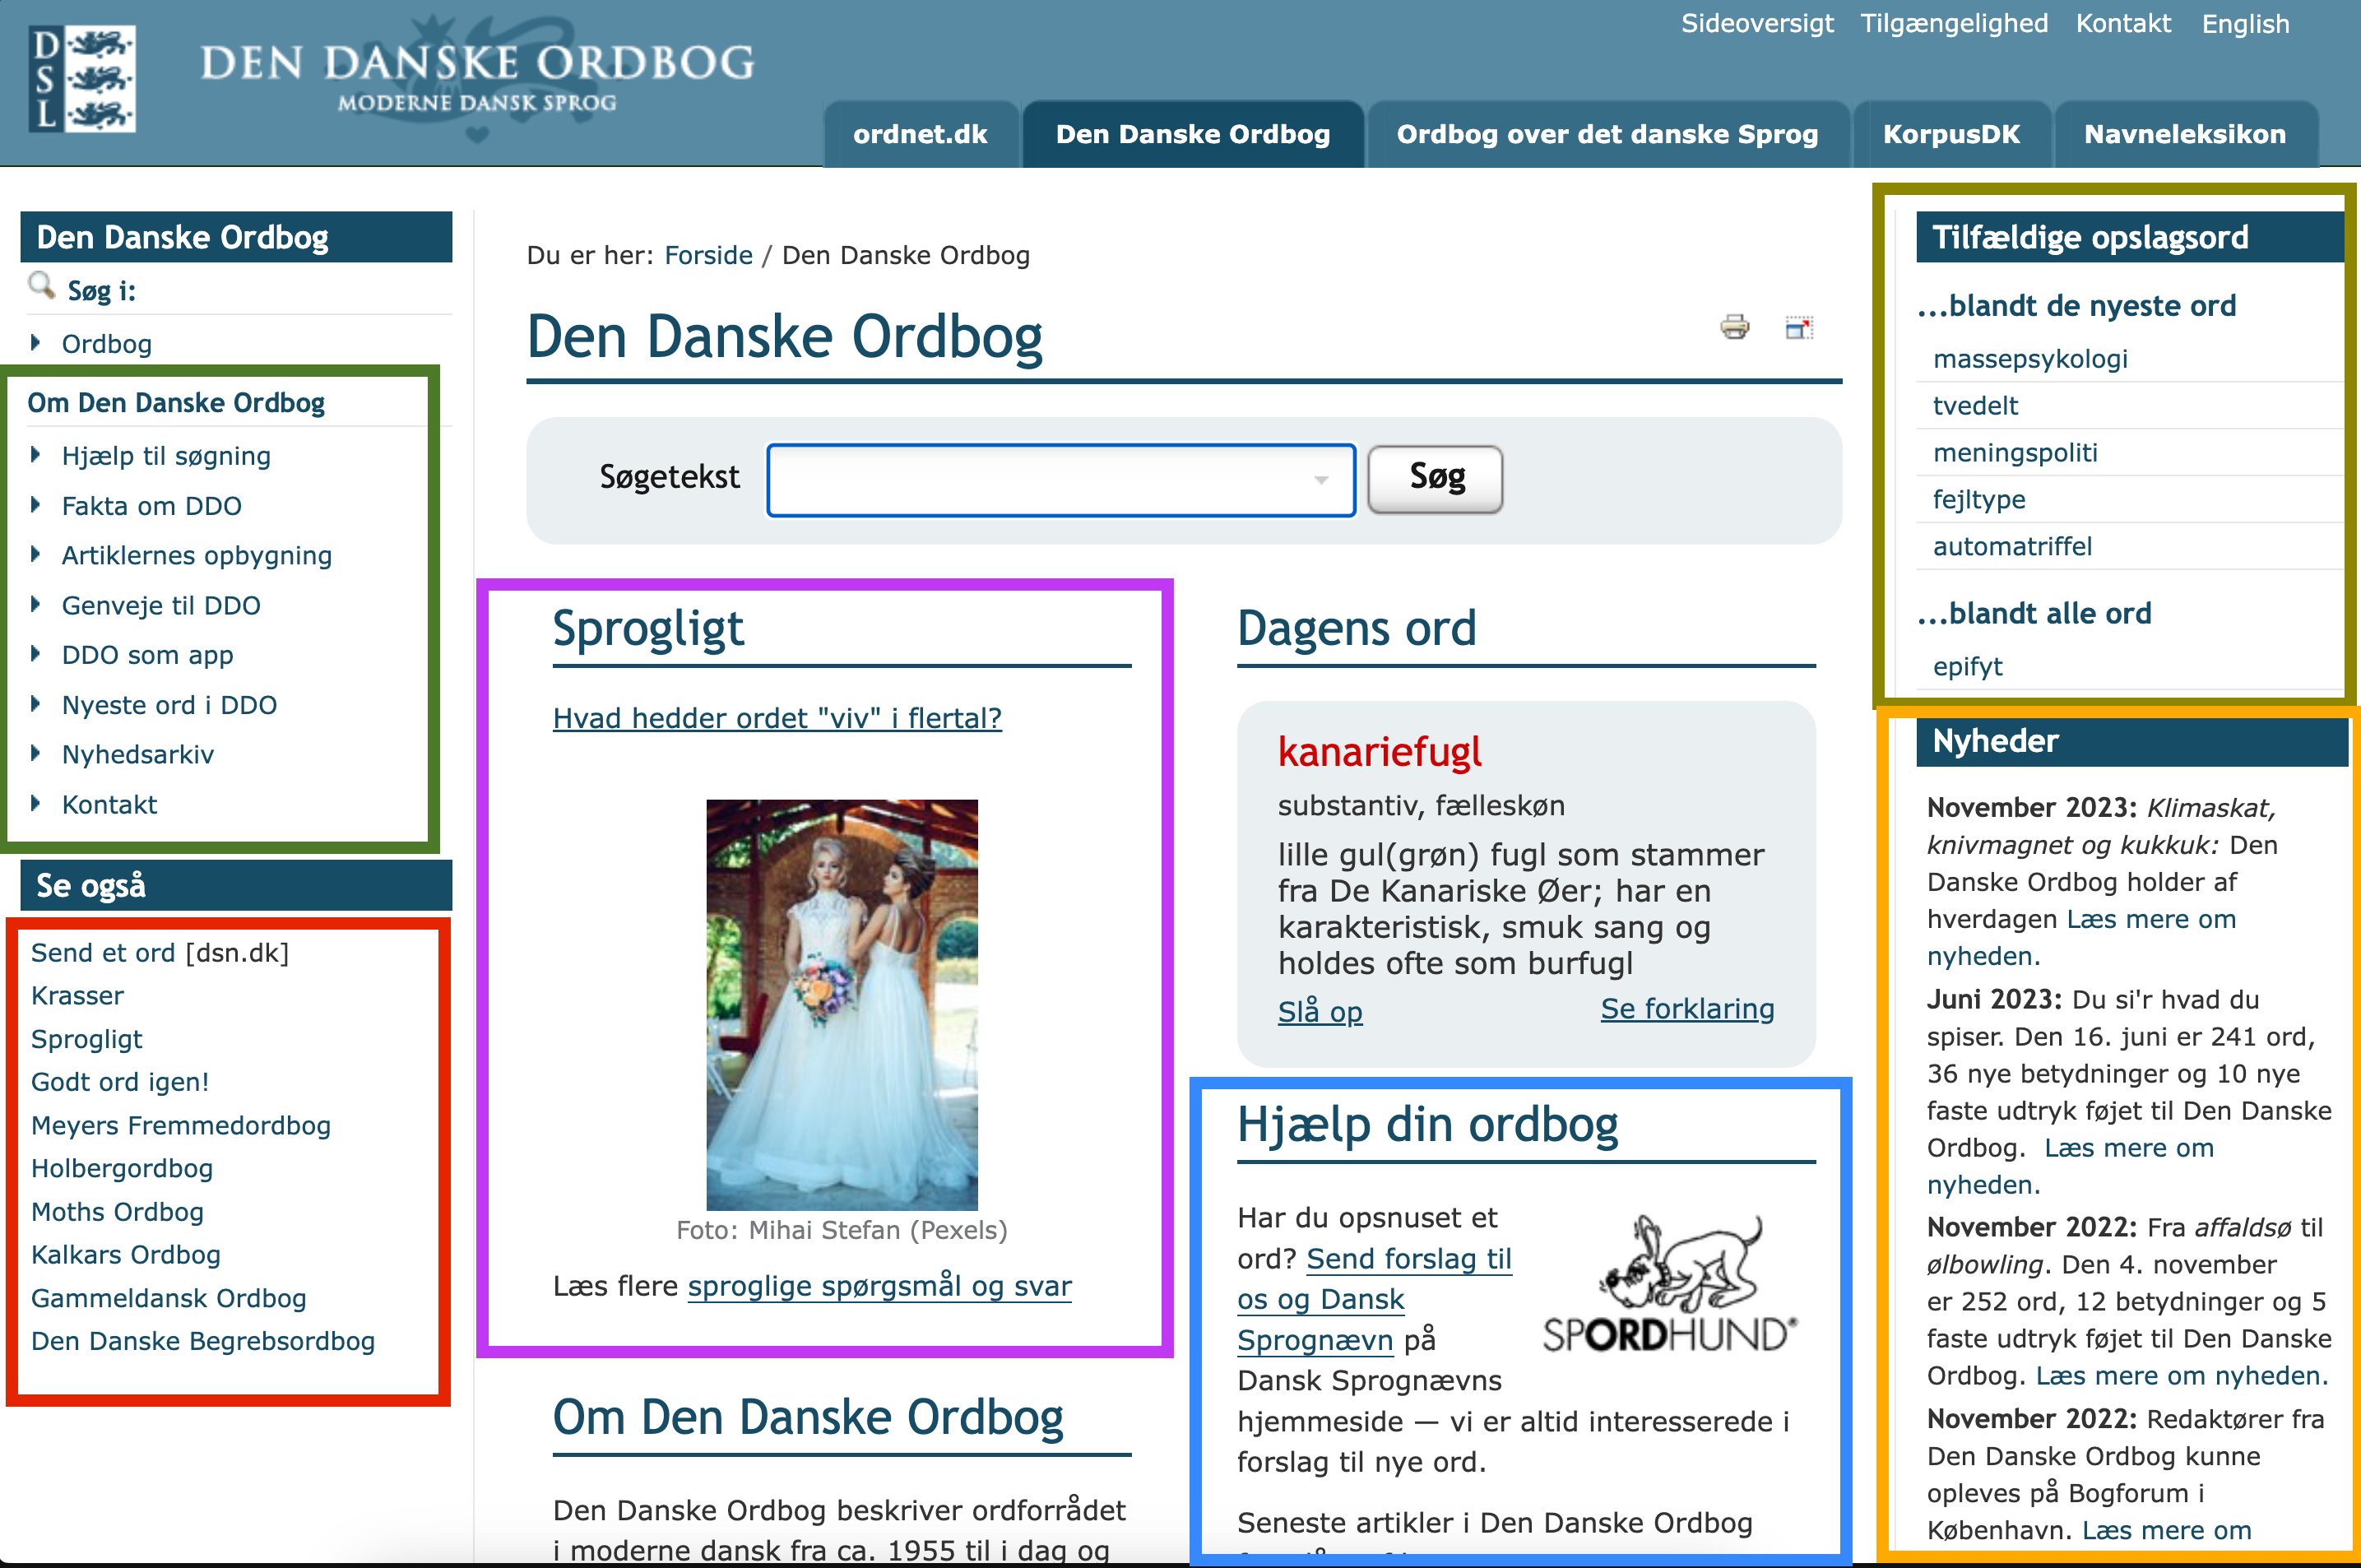 D
S
L
DEN DANSKE ORDBOG
MODERNE DANSK SPROG
Sideoversigt Tilgængelighed Kontakt English
ordnet.dk Den Danske Ordbog Ordbog over det danske Sprog KorpusDK Navneleksikon
Den Danske Ordbog
Søg i:
Ordbog
Om Den Danske Ordbog
Hjælp til søgning
Fakta om DDO
Artiklernes opbygning
Genveje til DDO
DDO som app
Nyeste ord i DDO
Nyhedsarkiv
Kontakt
Se også
Send et ord [dsn.dk]
Krasser
Sprogligt
Godt ord igen!
Meyers Fremmedordbog
Holbergordbog
Moths Ordbog
Kalkars Ordbog
Gammeldansk Ordbog
Den Danske Begrebsordbog
Du er her: Forside / Den Danske Ordbog
Den Danske Ordbog
Søgetekst
Søg
Sprogligt
Hvad hedder ordet "viv" i flertal?
Foto: Mihai Stefan (Pexels)
Læs flere sproglige spørgsmål og svar
Om Den Danske Ordbog
Den Danske Ordbog beskriver ordforrådet
i moderne dansk fra ca. 1955 til i dag og
Dagens ord
kanariefugl
substantiv, fælleskøn
lille gul(grøn) fugl som stammer
fra De Kanariske Øer; har en
karakteristisk, smuk sang og
holdes ofte som burfugl
Slå op Se forklaring
Hjælp din ordbog
Har du opsnuset et
ord? Send forslag til
os og Dansk
Sprognævn på
Dansk Sprognævns
hjemmeside — vi er altid interesserede i
forslag til nye ord.
SPORDHUND®
Seneste artikler i Den Danske Ordbog
Tilfældige opslagsord
...blandt de nyeste ord
massepsykologi
tvedelt
meningspoliti
fejltype
automatriffel
...blandt alle ord
epifyt
Nyheder
November 2023: Klimaskat,
knivmagnet og kukkuk: Den
Danske Ordbog holder af
hverdagen Læs mere om
nyheden.
Juni 2023: Du si'r hvad du
spiser. Den 16. juni er 241 ord,
36 nye betydninger og 10 nye
faste udtryk føjet til Den Danske
Ordbog. Læs mere om
nyheden.
November 2022: Fra affaldsø til
ølbowling. Den 4. november
er 252 ord, 12 betydninger og 5
faste udtryk føjet til Den Danske
Ordbog. Læs mere om nyheden.
November 2022: Redaktører fra
Den Danske Ordbog kunne
opleves på Bogforum i
København. Læs mere om